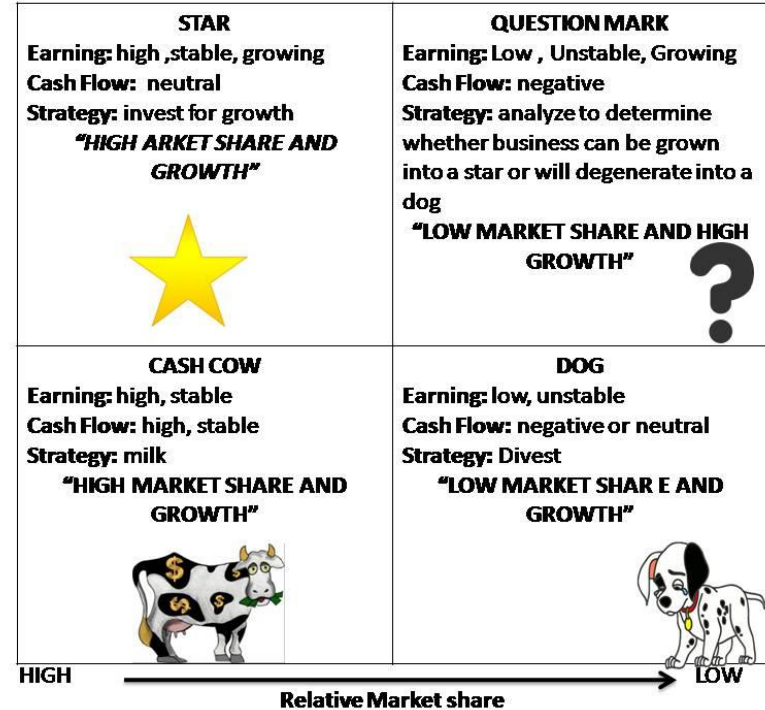 STAR
Earning: high ,stable, growing
Cash Flow: neutral
Strategy: invest for growth
“HIGH ARKET SHARE AND
GROWTH”
QUESTION MARK
Earning: Low , Unstable, Growing
Cash Flow: negative
Strategy: analyze to determine
whether business can be grown
into a star or will degenerate into a
dog
“LOW MARKET SHARE AND HIGH
GROWTH”
?
CASH COW
Earning: high, stable
Cash Flow: high, stable
Strategy: milk
“HIGH MARKET SHARE AND
GROWTH”
$ $
$ $
DOG
Earning: low, unstable
Cash Flow: negative or neutral
Strategy: Divest
“LOW MARKET SHAR E AND
GROWTH”
HIGH
LOW
Relative Market share